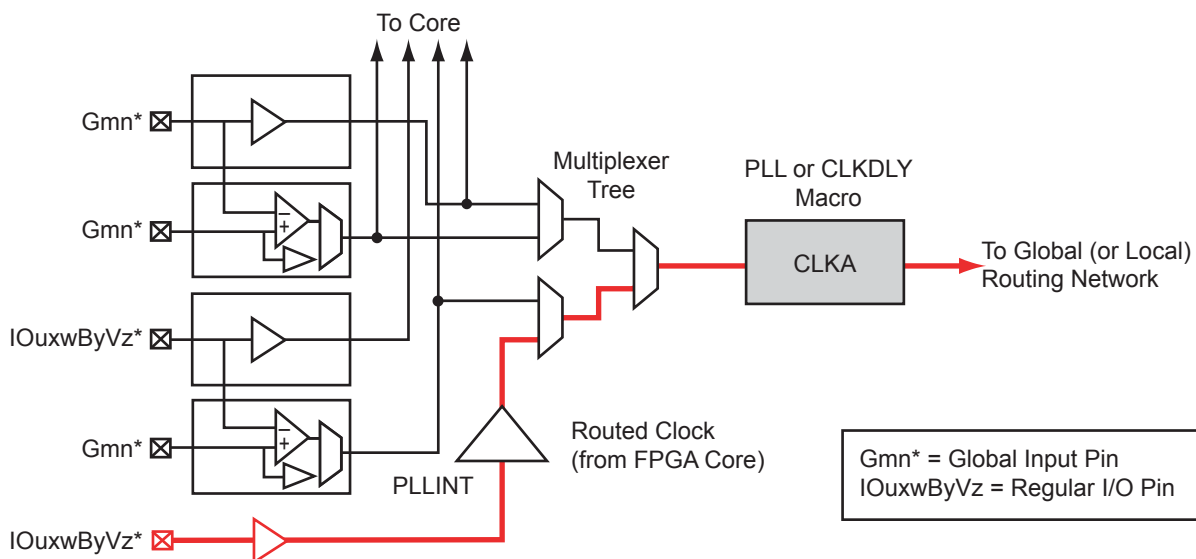 To Core
Gmn*
Gmn*
IOuxwByVz*
Gmn*
IOuxwByVz*
−
+
−
+
Multiplexer
Tree
PLL or CLKDLY
Macro
CLKA
To Global (or Local)
Routing Network
PLLINT
Routed Clock
(from FPGA Core)
Gmn* = Global Input Pin
IOuxwByVz = Regular I/O Pin